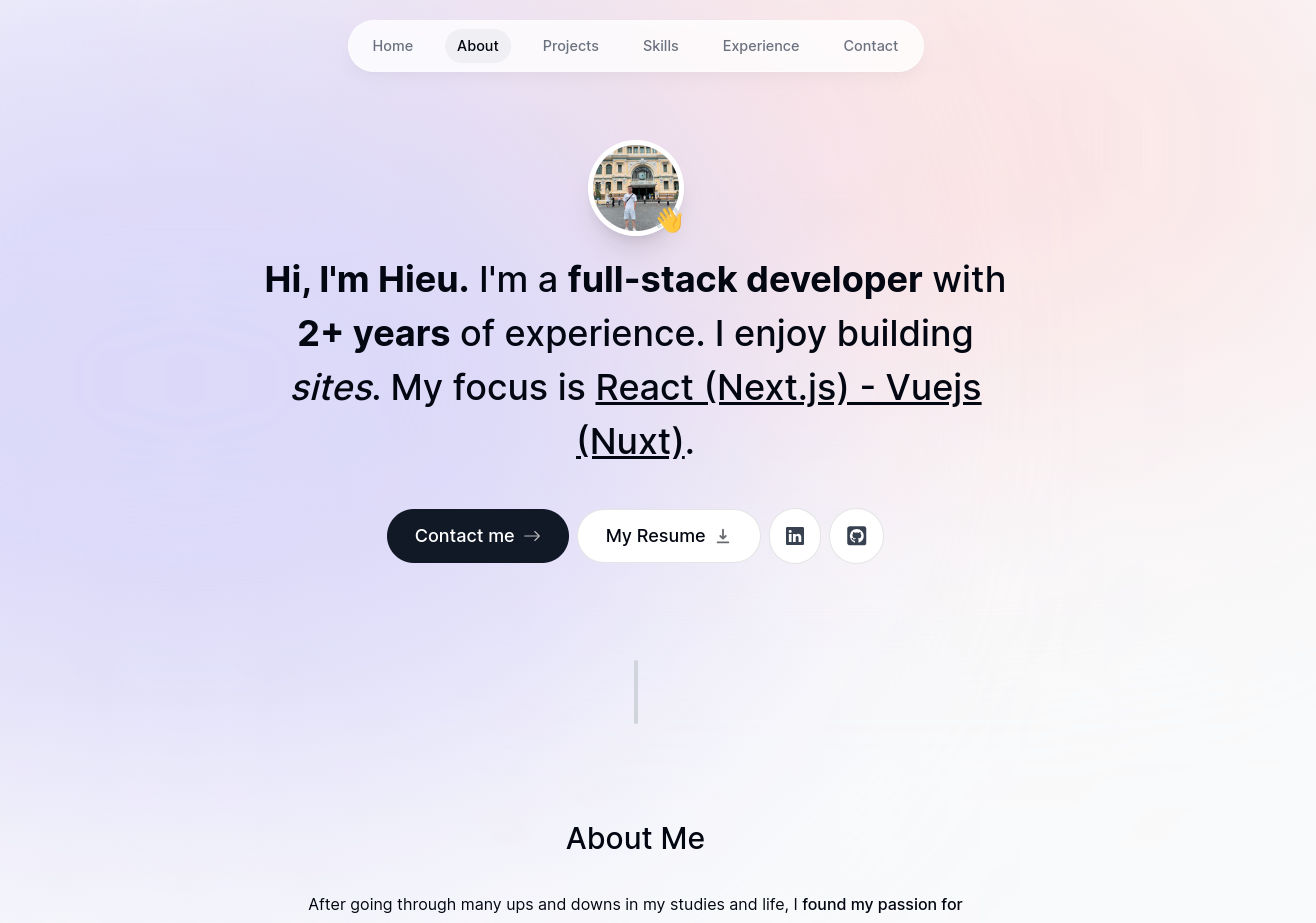 Home About Projects Skills Experience Contact
Hi, I'm Hieu. I'm a full-stack developer with
2+ years of experience. I enjoy building
sites. My focus is React (Next.js) - Vuejs
(Nuxt).
Contact me My Resume
About Me
After going through many ups and downs in my studies and life, I found my passion for